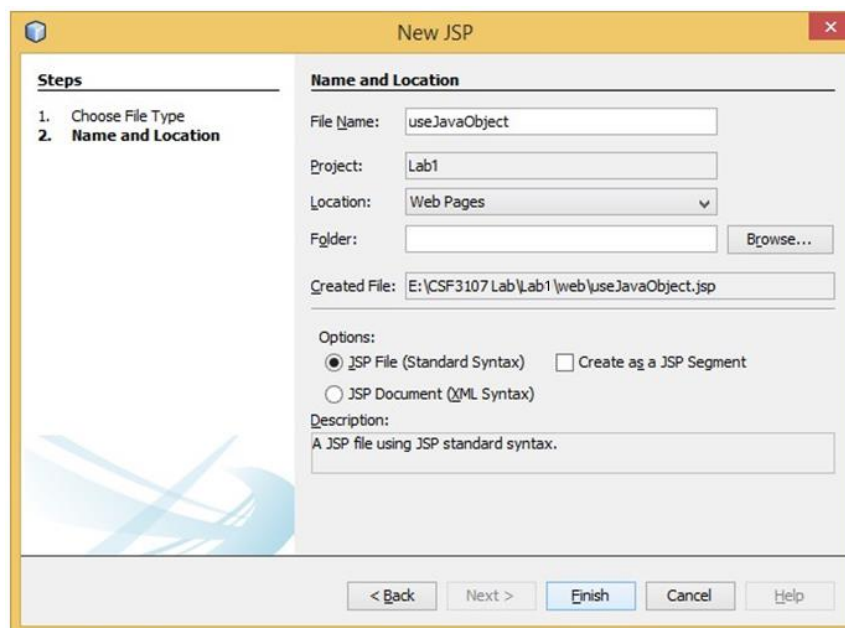 New JSP
Steps
1. Choose File Type
2. Name and Location
Name and Location
File Name: useJavaObject
Project: Lab1
Location: Web Pages
Folder: Browse...
Created File: E:\CSF3107 Lab\Lab1\web\useJavaObject.jsp
Options:
JSP File (Standard Syntax) Create as a JSP Segment
JSP Document (XML Syntax)
Description:
A JSP file using JSP standard syntax.
< Back Next > Finish Cancel Help